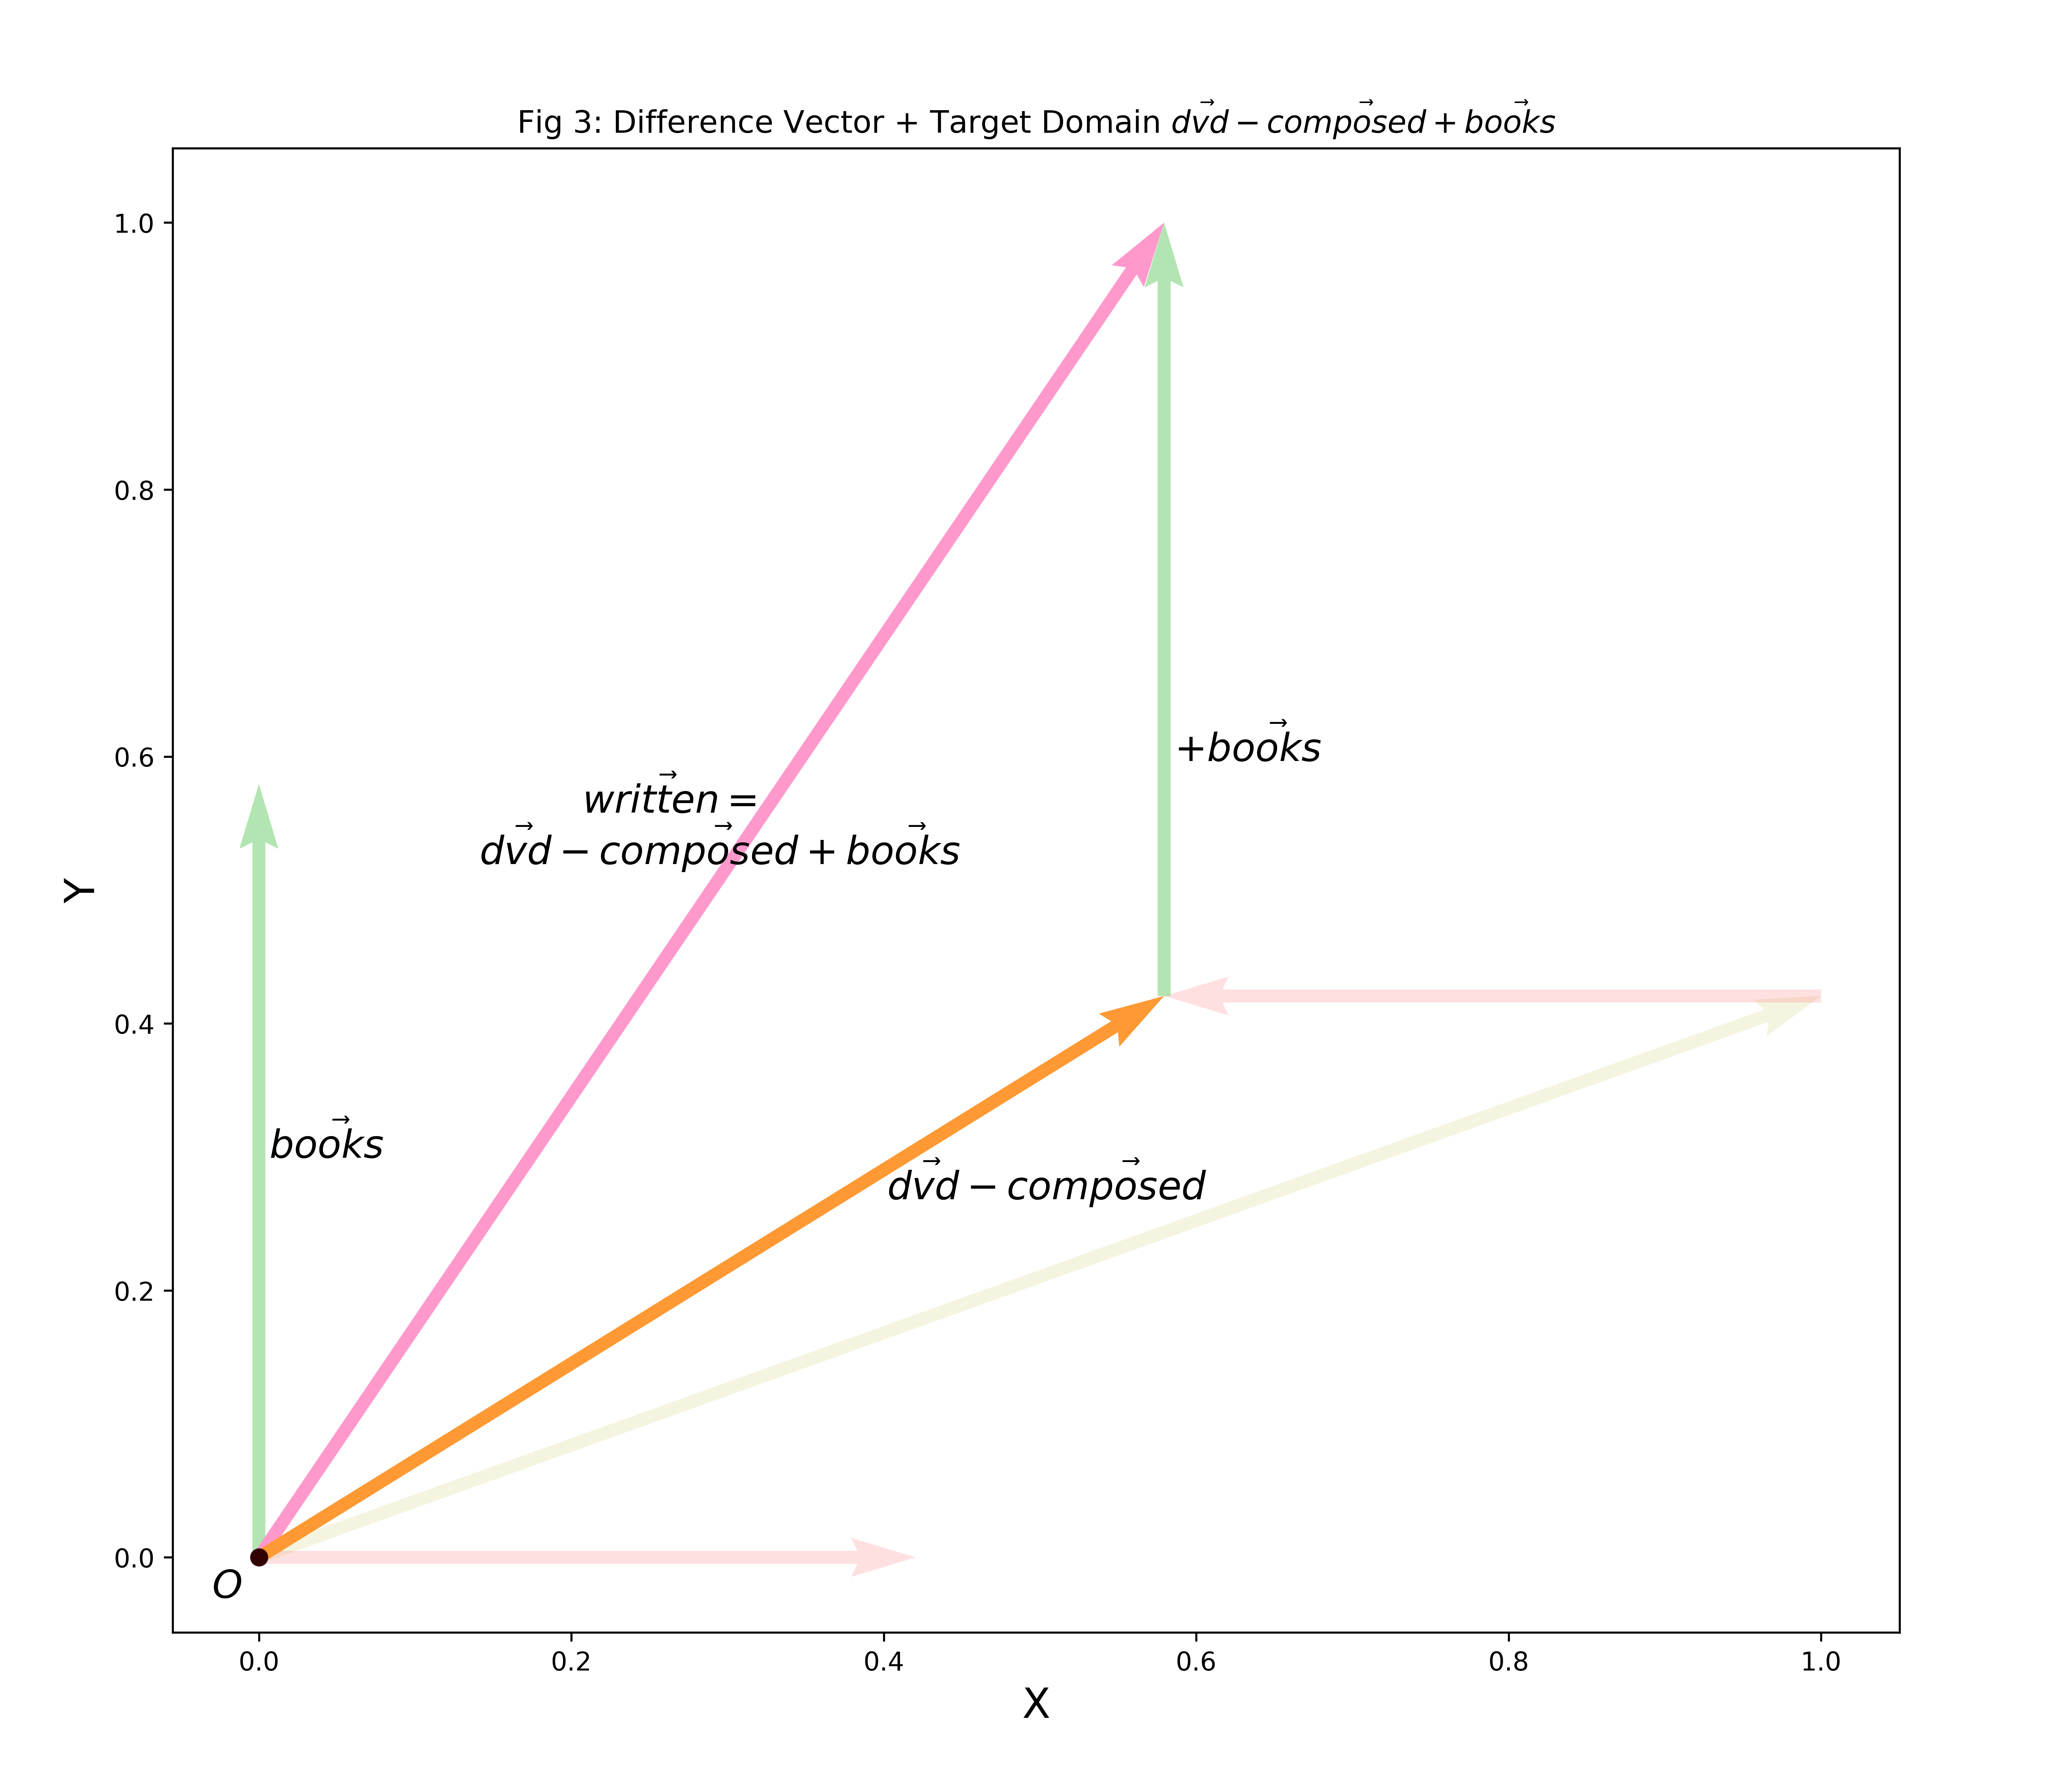 Fig 3: Difference Vector + Target Domain dvd⃗ − composed⃗ + books⃗
1.0
0.8
+books⃗
0.6
written⃗ =
dvd⃗ − composed⃗ + books⃗
Y
0.4
books⃗
dvd⃗ − composed⃗
0.2
0.0
O
0.0 0.2 0.4 0.6 0.8 1.0
X